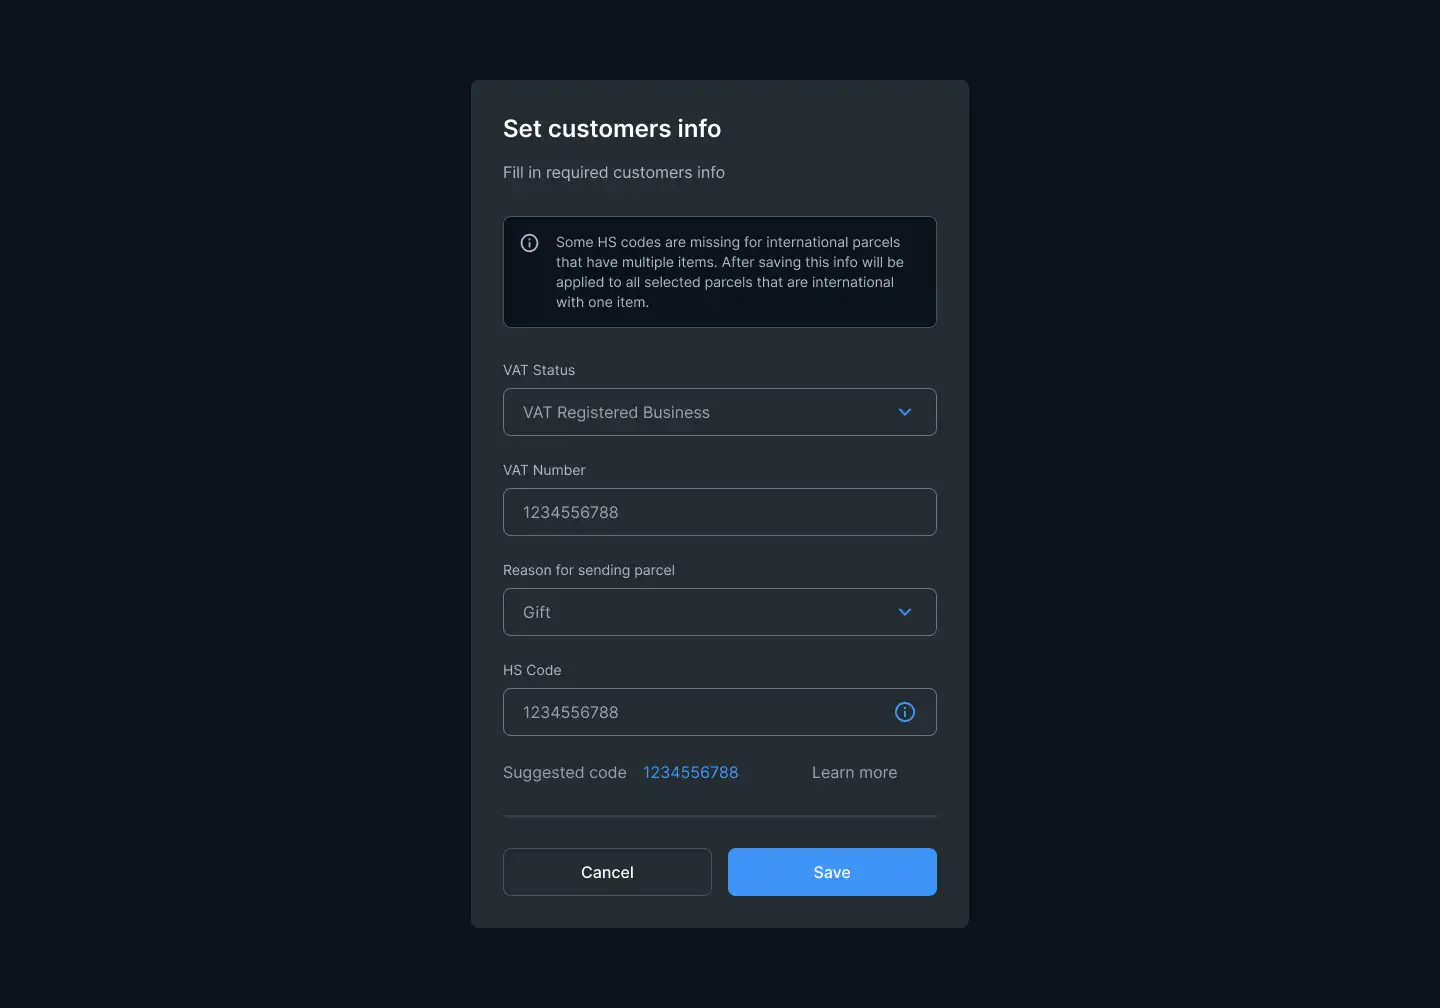 Set customers info
Fill in required customers info
Some HS codes are missing for international parcels
that have multiple items. After saving this info will be
applied to all selected parcels that are international
with one item.
VAT Status
VAT Registered Business
VAT Number
1234556788
Reason for sending parcel
Gift
HS Code
1234556788
Suggested code 1234556788 Learn more
Cancel Save